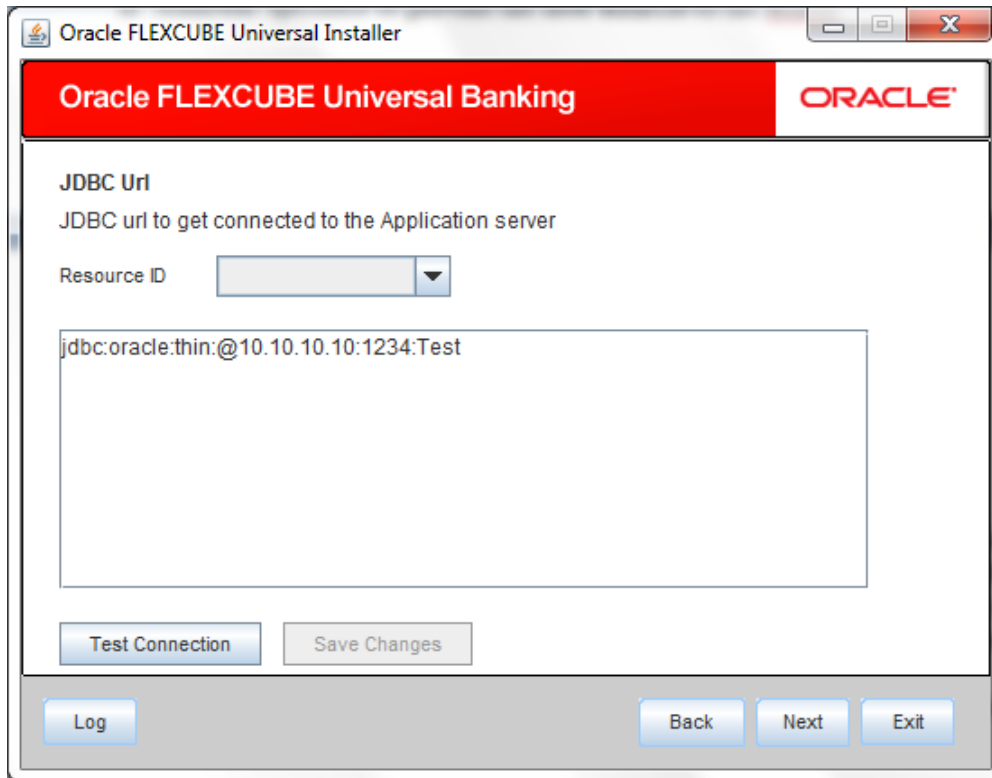 Oracle FLEXCUBE Universal Installer
Oracle FLEXCUBE Universal Banking
ORACLE
JDBC Url
JDBC url to get connected to the Application server
Resource ID
jdbc:oracle:thin:@10.10.10.10:1234:Test
Test Connection Save Changes
Log Back Next Exit